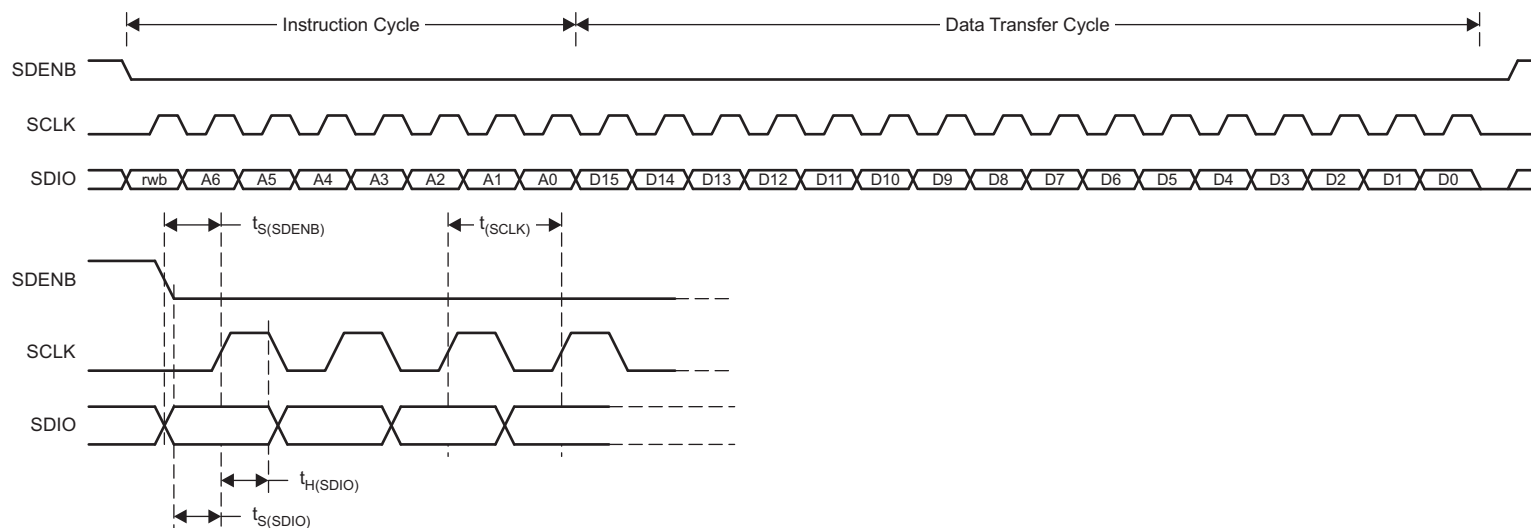 Instruction Cycle Data Transfer Cycle
SDENB
SCLK
SDIO rwb A6 A5 A4 A3 A2 A1 A0 D15 D14 D13 D12 D11 D10 D9 D8 D7 D6 D5 D4 D3 D2 D1 D0
tS(SDENB) t(SCLK)
SDENB
SCLK
SDIO
tH(SDIO)
tS(SDIO)